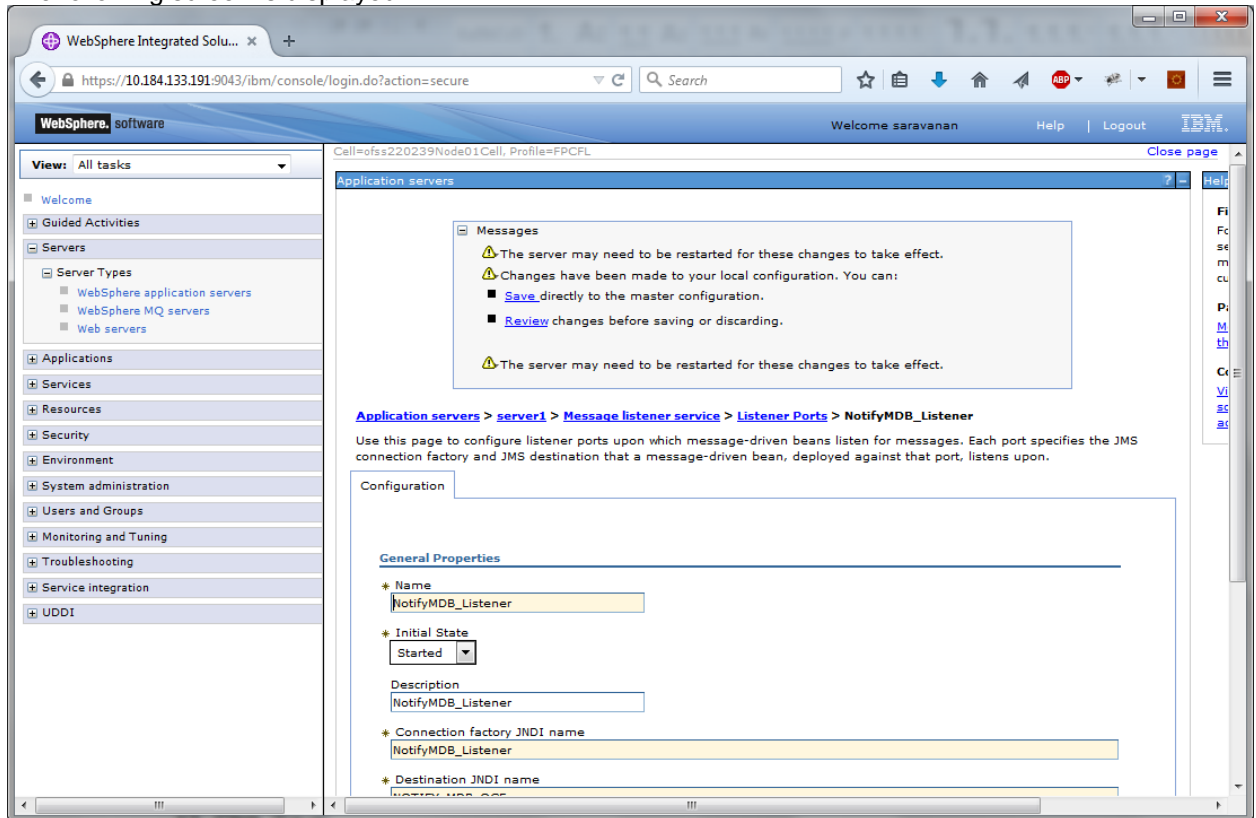 WebSphere Integrated Solu... × +
https://10.184.133.191:9043/ibm/console/login.do?action=secure
Search
ABP
WebSphere. software
Welcome saravanan
Help | Logout
IBM.
View: All tasks
Welcome
Guided Activities
Servers
Server Types
WebSphere application servers
WebSphere MQ servers
Web servers
Applications
Services
Resources
Security
Environment
System administration
Users and Groups
Monitoring and Tuning
Troubleshooting
Service integration
UDDI
Cell=ofss220239Node01Cell, Profile=FPCFL
Close page
Application servers
? –
Help
Messages
The server may need to be restarted for these changes to take effect.
Changes have been made to your local configuration. You can:
Save directly to the master configuration.
Review changes before saving or discarding.
The server may need to be restarted for these changes to take effect.
Application servers > server1 > Message listener service > Listener Ports > NotifyMDB_Listener
Use this page to configure listener ports upon which message-driven beans listen for messages. Each port specifies the JMS
connection factory and JMS destination that a message-driven bean, deployed against that port, listens upon.
Configuration
General Properties
* Name
NotifyMDB_Listener
* Initial State
Started
Description
NotifyMDB_Listener
* Connection factory JNDI name
NotifyMDB_Listener
* Destination JNDI name